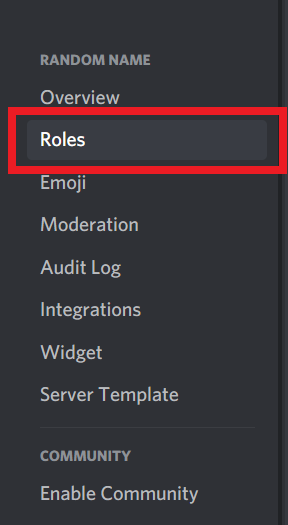 RANDOM NAME
Overview
Roles
Emoji
Moderation
Audit Log
Integrations
Widget
Server Template
COMMUNITY
Enable Community